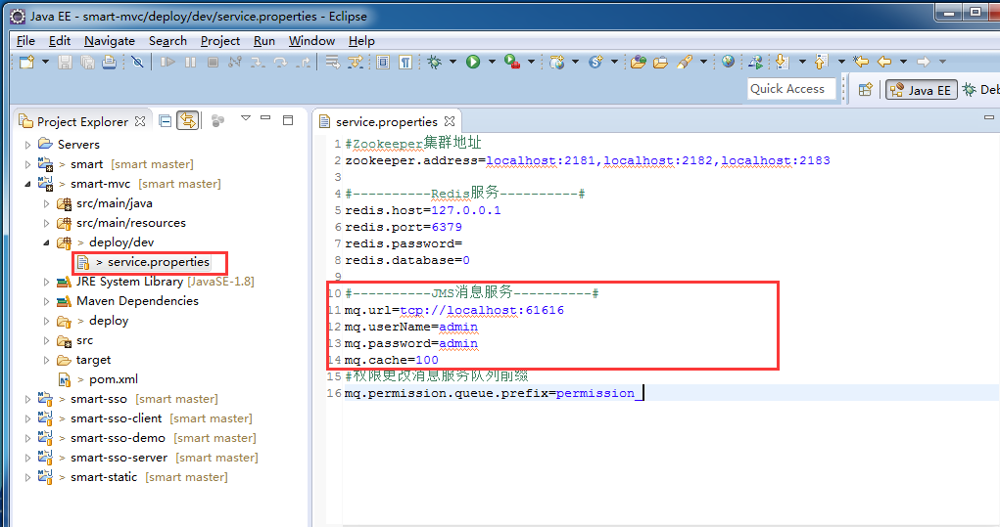 Java EE - smart-mvc/deploy/dev/service.properties - Eclipse
File Edit Navigate Search Project Run Window Help
Quick Access
Java EE
Deb
Project Explorer
Servers
smart [smart master]
> smart-mvc [smart master]
src/main/java
src/main/resources
> deploy/dev
> service.properties
JRE System Library [JavaSE-1.8]
Maven Dependencies
> deploy
src
target
> pom.xml
> smart-sso [smart master]
> smart-sso-client [smart master]
> smart-sso-demo [smart master]
> smart-sso-server [smart master]
> smart-static [smart master]
service.properties
1 #Zookeeper集群地址
2 zookeeper.address=localhost:2181,localhost:2182,localhost:2183
3
4 #----------Redis服务----------#
5 redis.host=127.0.0.1
6 redis.port=6379
7 redis.password=
8 redis.database=0
9
10 #----------JMS消息服务----------#
11 mq.url=tcp://localhost:61616
12 mq.userName=admin
13 mq.password=admin
14 mq.cache=100
15 #权限更改消息服务队列前缀
16 mq.permission.queue.prefix=permission_